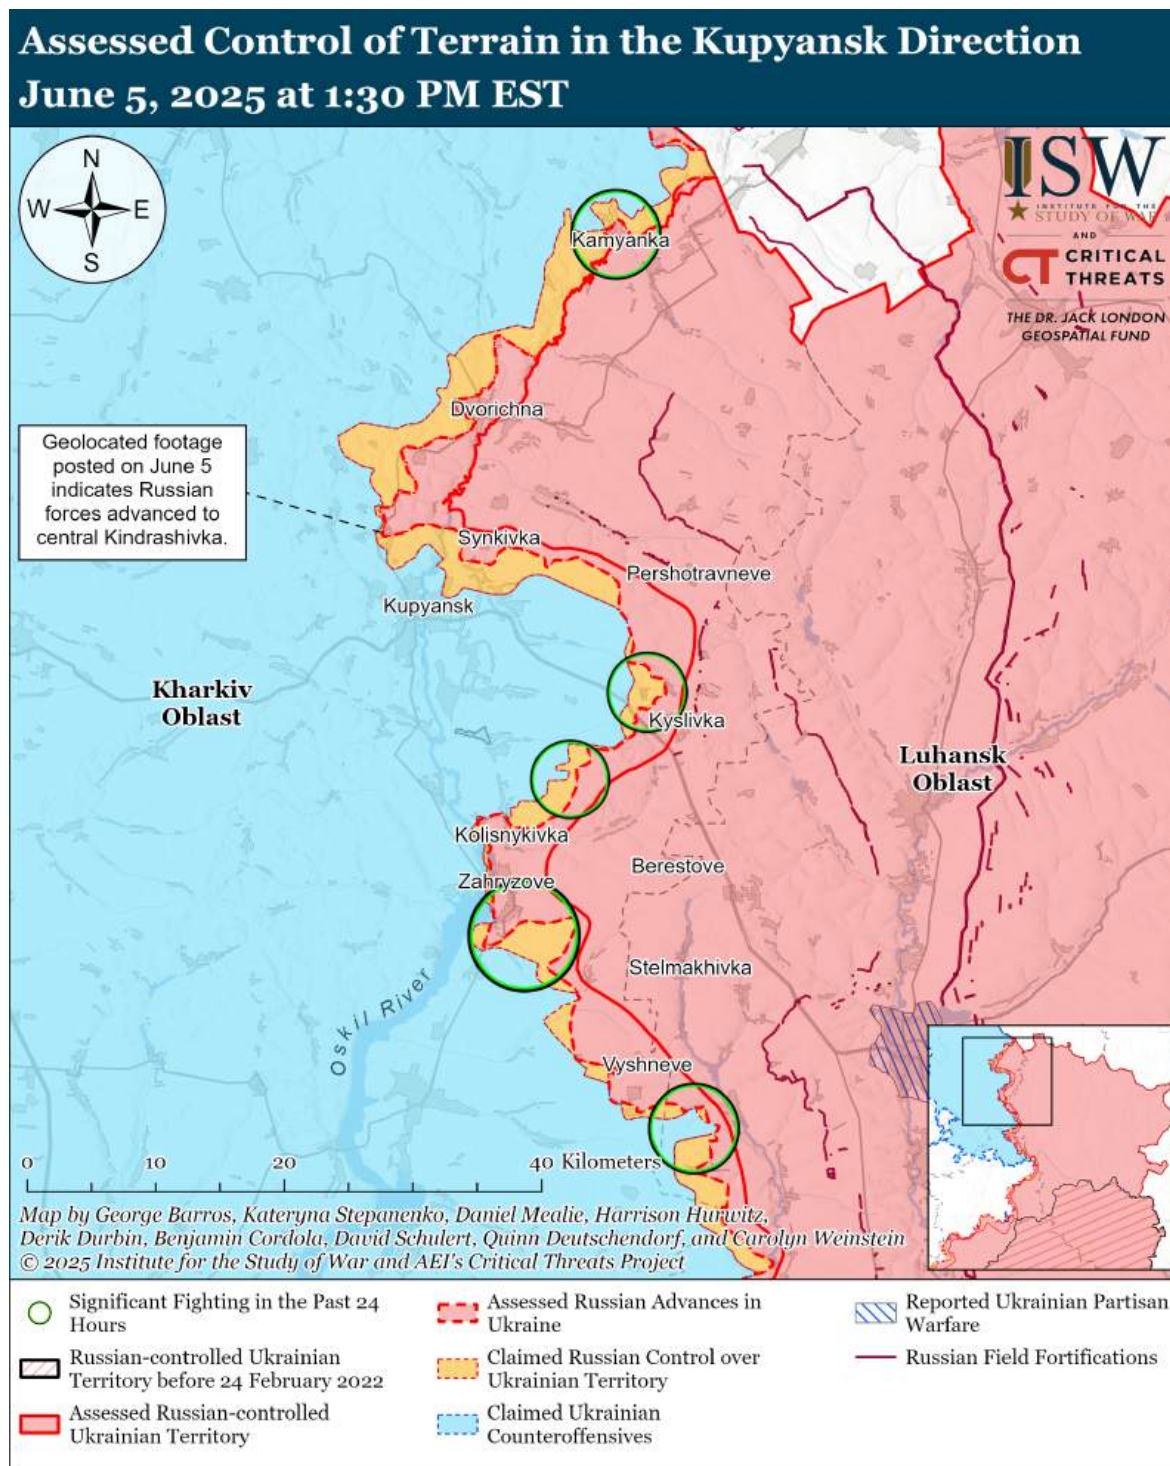 Assessed Control of Terrain in the Kupyansk Direction
June 5, 2025 at 1:30 PM EST
N
W
E
S
ISW
INSTITUTE FOR THE
STUDY OF WAR
AND
CT CRITICAL
THREATS
THE DR. JACK LONDON
GEOSPATIAL FUND
Kamyanka
Dvorichna
Geolocated footage
posted on June 5
indicates Russian
forces advanced to
central Kindrashivka.
Synkivka
Pershotravneve
Kupyansk
Kharkiv
Oblast
Kyslivka
Luhansk
Oblast
Kolisnykivka
Berestove
Zahryzove
Stelmakhivka
Oskil River
Vyshneve
0
10
20
40 Kilometers
Map by George Barros, Kateryna Stepanenko, Daniel Mealie, Harrison Hurwitz,
Derik Durbin, Benjamin Cordola, David Schulert, Quinn Deutschendorf, and Carolyn Weinstein
© 2025 Institute for the Study of War and AEI's Critical Threats Project
Significant Fighting in the Past 24
Hours
Russian-controlled Ukrainian
Territory before 24 February 2022
Assessed Russian-controlled
Ukrainian Territory
Assessed Russian Advances in
Ukraine
Claimed Russian Control over
Ukrainian Territory
Claimed Ukrainian
Counteroffensives
Reported Ukrainian Partisan
Warfare
Russian Field Fortifications